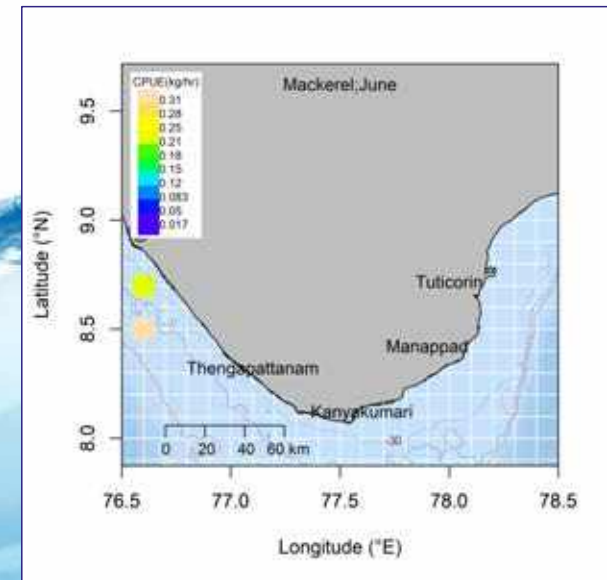 Mackerel;June
CPUE(kg/hr)
0.31
0.28
0.25
0.21
0.18
0.15
0.12
0.083
0.05
0.017
9.5
9.0
8.5
8.0
Latitude (°N)
Tuticorin
Manappad
Thengapattanam
Kanyakumari
-30
0 20 40 60 km
76.5 77.0 77.5 78.0 78.5
Longitude (°E)